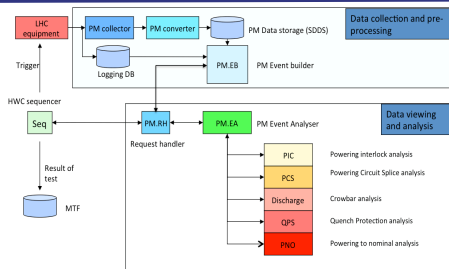 LHC
equipment
PM collector
PM converter
PM Data storage (SDDS)
Data collection and pre-
processing
Trigger
Logging DB
PM.EB
PM Event builder
HWC sequencer
Seq
PM.RH
Request handler
PM.EA
PM Event Analyser
Data viewing
and analysis
Result of
test
MTF
PIC
Powering interlock analysis
PCS
Powering Circuit Splice analysis
Discharge
Crowbar analysis
QPS
Quench Protection analysis
PNO
Powering to nominal analysis